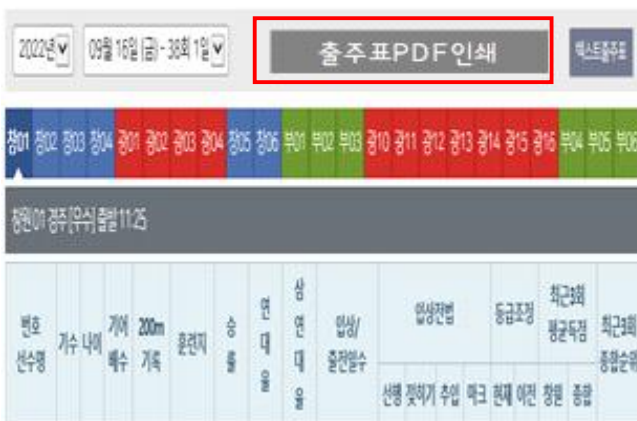 2022년 09월 16일 (금) - 38회 1일 출주표PDF인쇄 텍스트출주표
창01 창02 창03 창04 광01 광02 광03 광04 창05 창06 부01 부02 부03 광10 광11 광12 광13 광14 광15 광16 부04 부05 부06
창원 01 경주 [우수] 출발 11:25
번호 선수명 기수 나이 기어배수 200m 기록 훈련지 승률 연대율 삼연대율 입상/출전일수 입상전법 등급조정 최근3회 평균득점 최근3회 종합순위
선행 젖히기 추입 마크 현재 이전 창원 종합